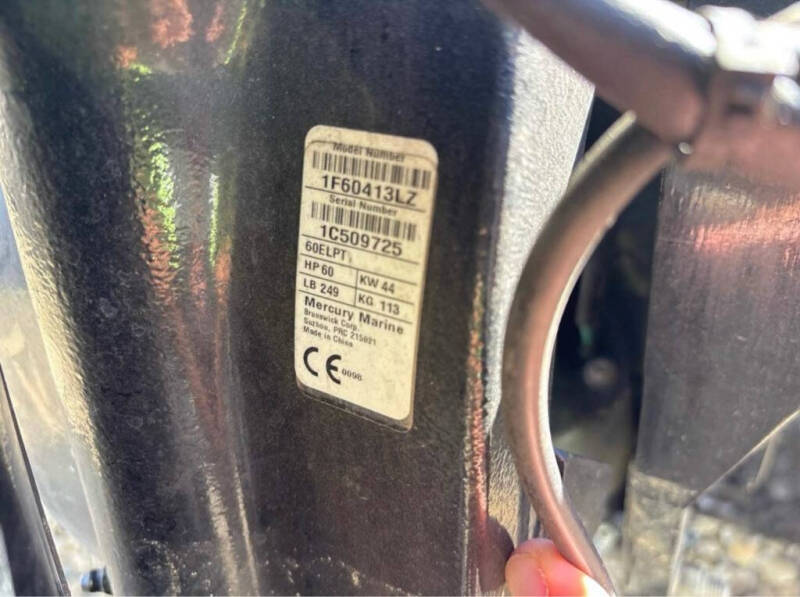 Model Number
1F60413LZ
Serial Number
1C509725
60ELPT
HP 60 KW 44
LB 249 KG 113
Mercury Marine
Brunswick Corp.
Suzhou, PRC 215021
Made in China
CE 0098